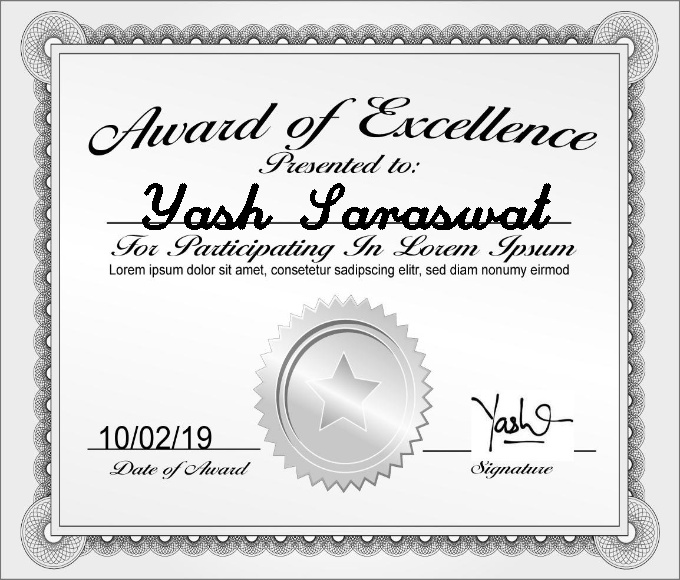 Award of Excellence
Presented to:
Yash Saraswat
For Participating In Lorem Ipsum
Lorem ipsum dolor sit amet, consetetur sadipscing elitr, sed diam nonumy eirmod
10/02/19
Date of Award
Yash
Signature